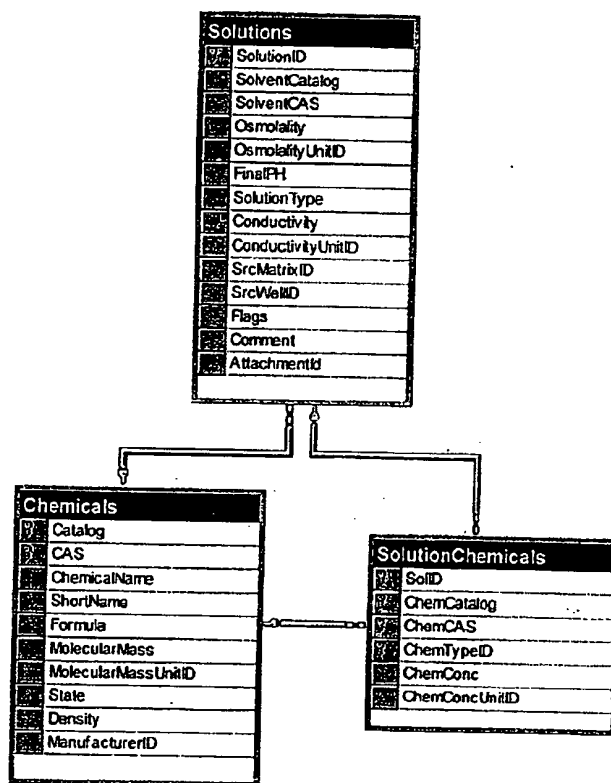 Solutions
SolutionID
SolventCatalog
SolventCAS
Osmolality
OsmolalityUnitID
FinalPH
SolutionType
Conductivity
ConductivityUnitID
SrcMatrixID
SrcWellID
Flags
Comment
AttachmentId
Chemicals
Catalog
CAS
ChemicalName
ShortName
Formula
MolecularMass
MolecularMassUnitID
State
Density
ManufacturerID
SolutionChemicals
SolID
ChemCatalog
ChemCAS
ChemTypeID
ChemConc
ChemConcUnitID